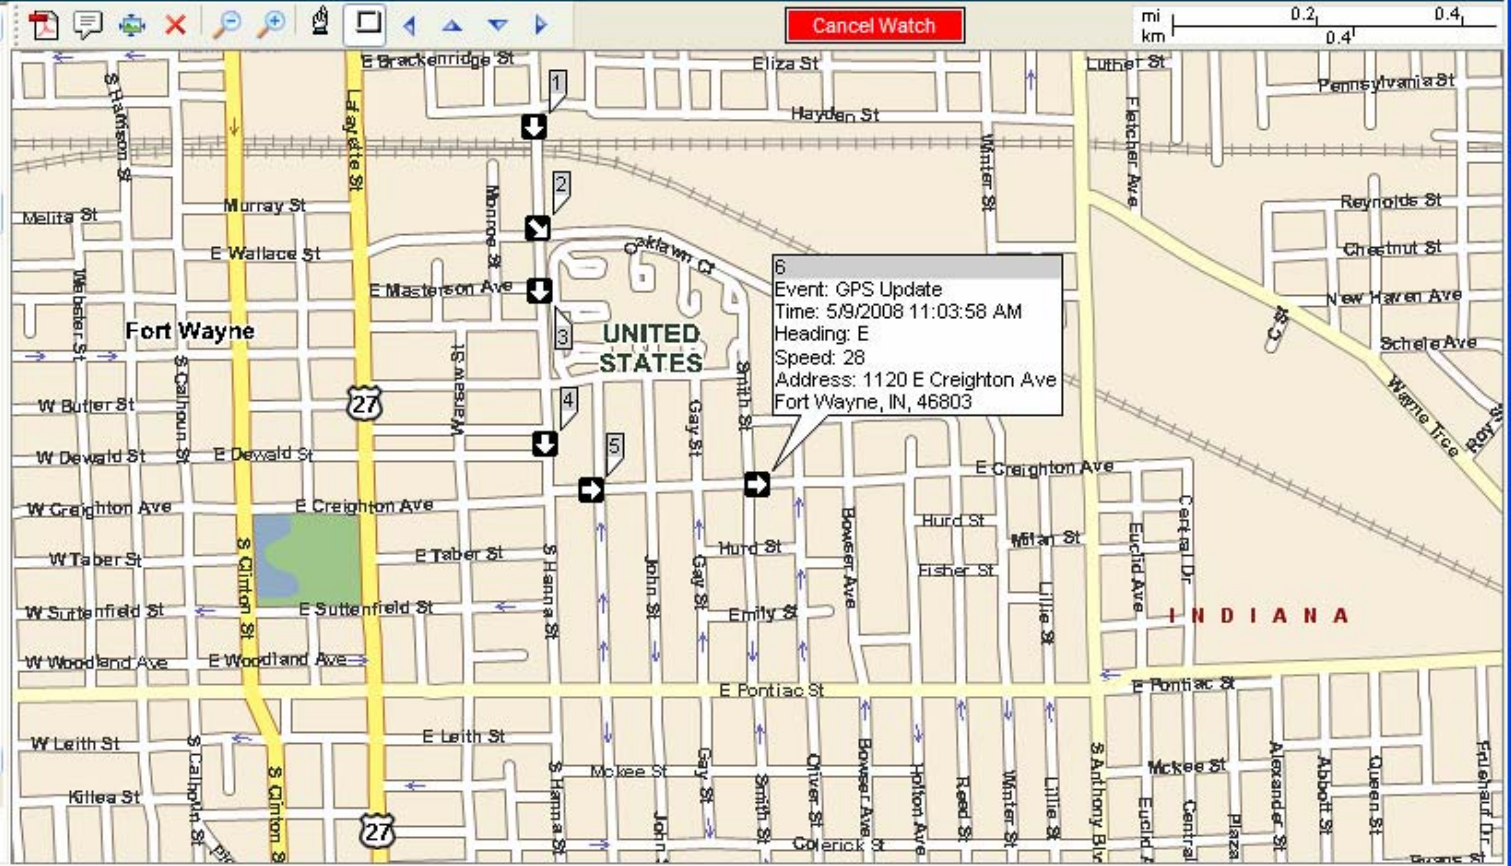 Cancel Watch
mi
km
0.2
0.4
0.4
E Brackenridge St
Eliza St
Luther St
Pennsylvania St
S Harrison St
Lafayette St
1
Hayden St
Fletcher Ave
Winter St
2
Monroe St
Melita St
Murray St
Reynolds St
E Wallace St
Oaklawn Ct
Chestnut St
Webster St
E Masterson Ave
New Haven Ave
6
Event: GPS Update
Time: 5/9/2008 11:03:58 AM
Heading: E
Speed: 28
Address: 1120 E Creighton Ave
Fort Wayne, IN, 46803
Fort Wayne
3
UNITED
STATES
Schele Ave
S Calhoun St
Smith St
Wayne Trce
Roy St
27
4
W Butler St
Gay St
5
W Dewald St
E Dewald St
E Creighton Ave
W Creighton Ave
E Creighton Ave
Central Dr
Bowser Ave
Hurd St
Milan St
Euclid Ave
W Taber St
S Clinton St
E Taber St
S Hanna St
John St
Gay St
Hurd St
Fisher St
Lillie St
W Suttenfield St
E Suttenfield St
Emily St
INDIANA
W Woodland Ave
E Woodland Ave
E Pontiac St
E Pontiac St
W Leith St
E Leith St
S Calhoun St
S Clinton S
S Hanna St
Mckee St
Gay St
Smith St
Oliver St
Bowser Ave
Holton Ave
Reed St
Winter St
Lillie St
S Anthony Blv
Mckee St
Alexander St
Abbott St
Queen St
Fruehauf Dr
Killea St
27
John
Colerick St
Euclid A
Central
Plaza